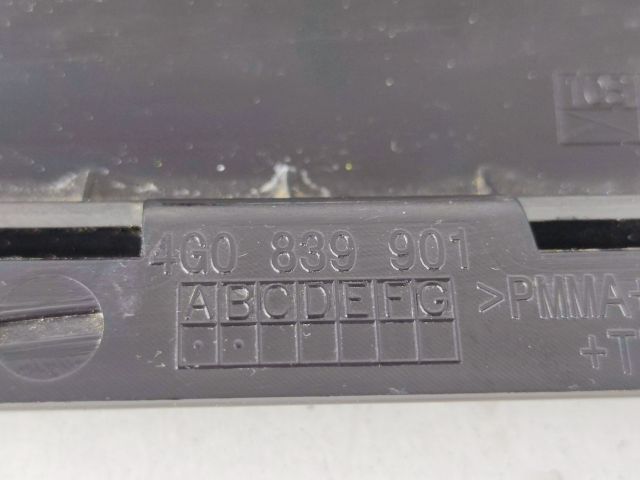 4G0 839 901
ABCDEFG
>PMMA+
+T